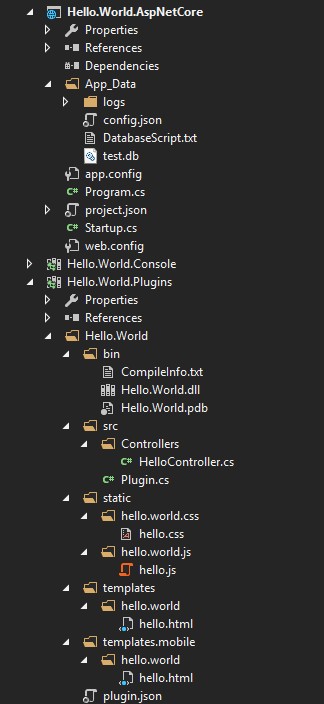 Hello.World.AspNetCore
Properties
References
Dependencies
App_Data
logs
config.json
DatabaseScript.txt
test.db
app.config
C# Program.cs
project.json
C# Startup.cs
web.config
Hello.World.Console
Hello.World.Plugins
Properties
References
Hello.World
bin
CompileInfo.txt
Hello.World.dll
Hello.World.pdb
src
Controllers
C# HelloController.cs
C# Plugin.cs
static
hello.world.css
hello.css
hello.world.js
hello.js
templates
hello.world
hello.html
templates.mobile
hello.world
hello.html
plugin.json